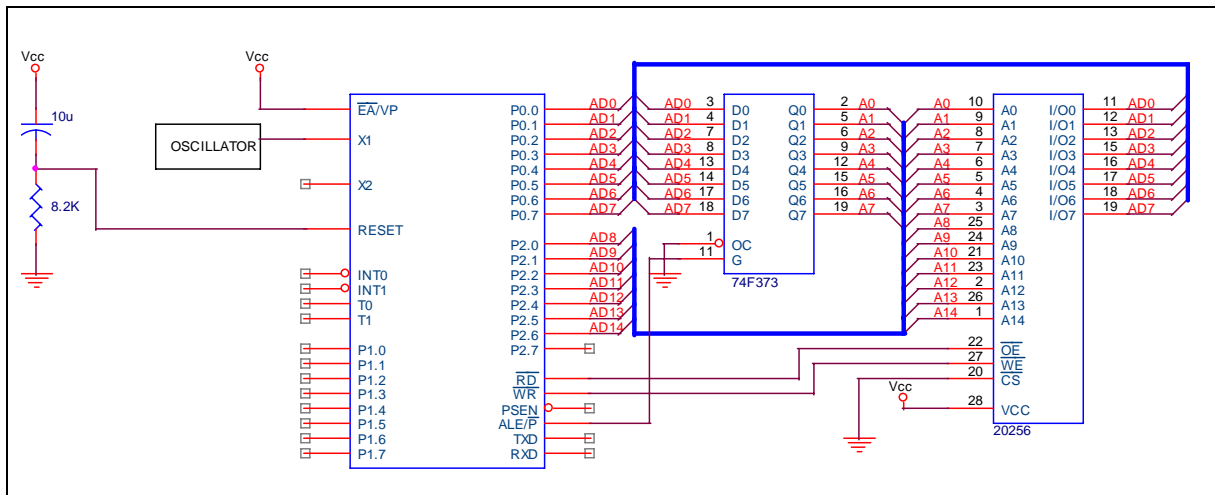 Vcc
10u
8.2K
Vcc
OSCILLATOR
EA/VP
X1
X2
RESET
INT0
INT1
T0
T1
P1.0
P1.1
P1.2
P1.3
P1.4
P1.5
P1.6
P1.7
P0.0
P0.1
P0.2
P0.3
P0.4
P0.5
P0.6
P0.7
P2.0
P2.1
P2.2
P2.3
P2.4
P2.5
P2.6
P2.7
RD
WR
PSEN
ALE/P
TXD
RXD
AD0
AD1
AD2
AD3
AD4
AD5
AD6
AD7
AD8
AD9
AD10
AD11
AD12
AD13
AD14
AD0 3 D0
AD1 4 D1
AD2 7 D2
AD3 8 D3
AD4 13 D4
AD5 14 D5
AD6 17 D6
AD7 18 D7
1 OC
11 G
Q0 2 A0
Q1 5 A1
Q2 6 A2
Q3 9 A3
Q4 12 A4
Q5 15 A5
Q6 16 A6
Q7 19 A7
74F373
A0 10 A0
A1 9 A1
A2 8 A2
A3 7 A3
A4 6 A4
A5 5 A5
A6 4 A6
A7 3 A7
A8 25 A8
A9 24 A9
A10 21 A10
A11 23 A11
A12 2 A12
A13 26 A13
A14 1 A14
22 OE
27 WE
20 CS
Vcc
28 VCC
I/O0 11 AD0
I/O1 12 AD1
I/O2 13 AD2
I/O3 15 AD3
I/O4 16 AD4
I/O5 17 AD5
I/O6 18 AD6
I/O7 19 AD7
20256